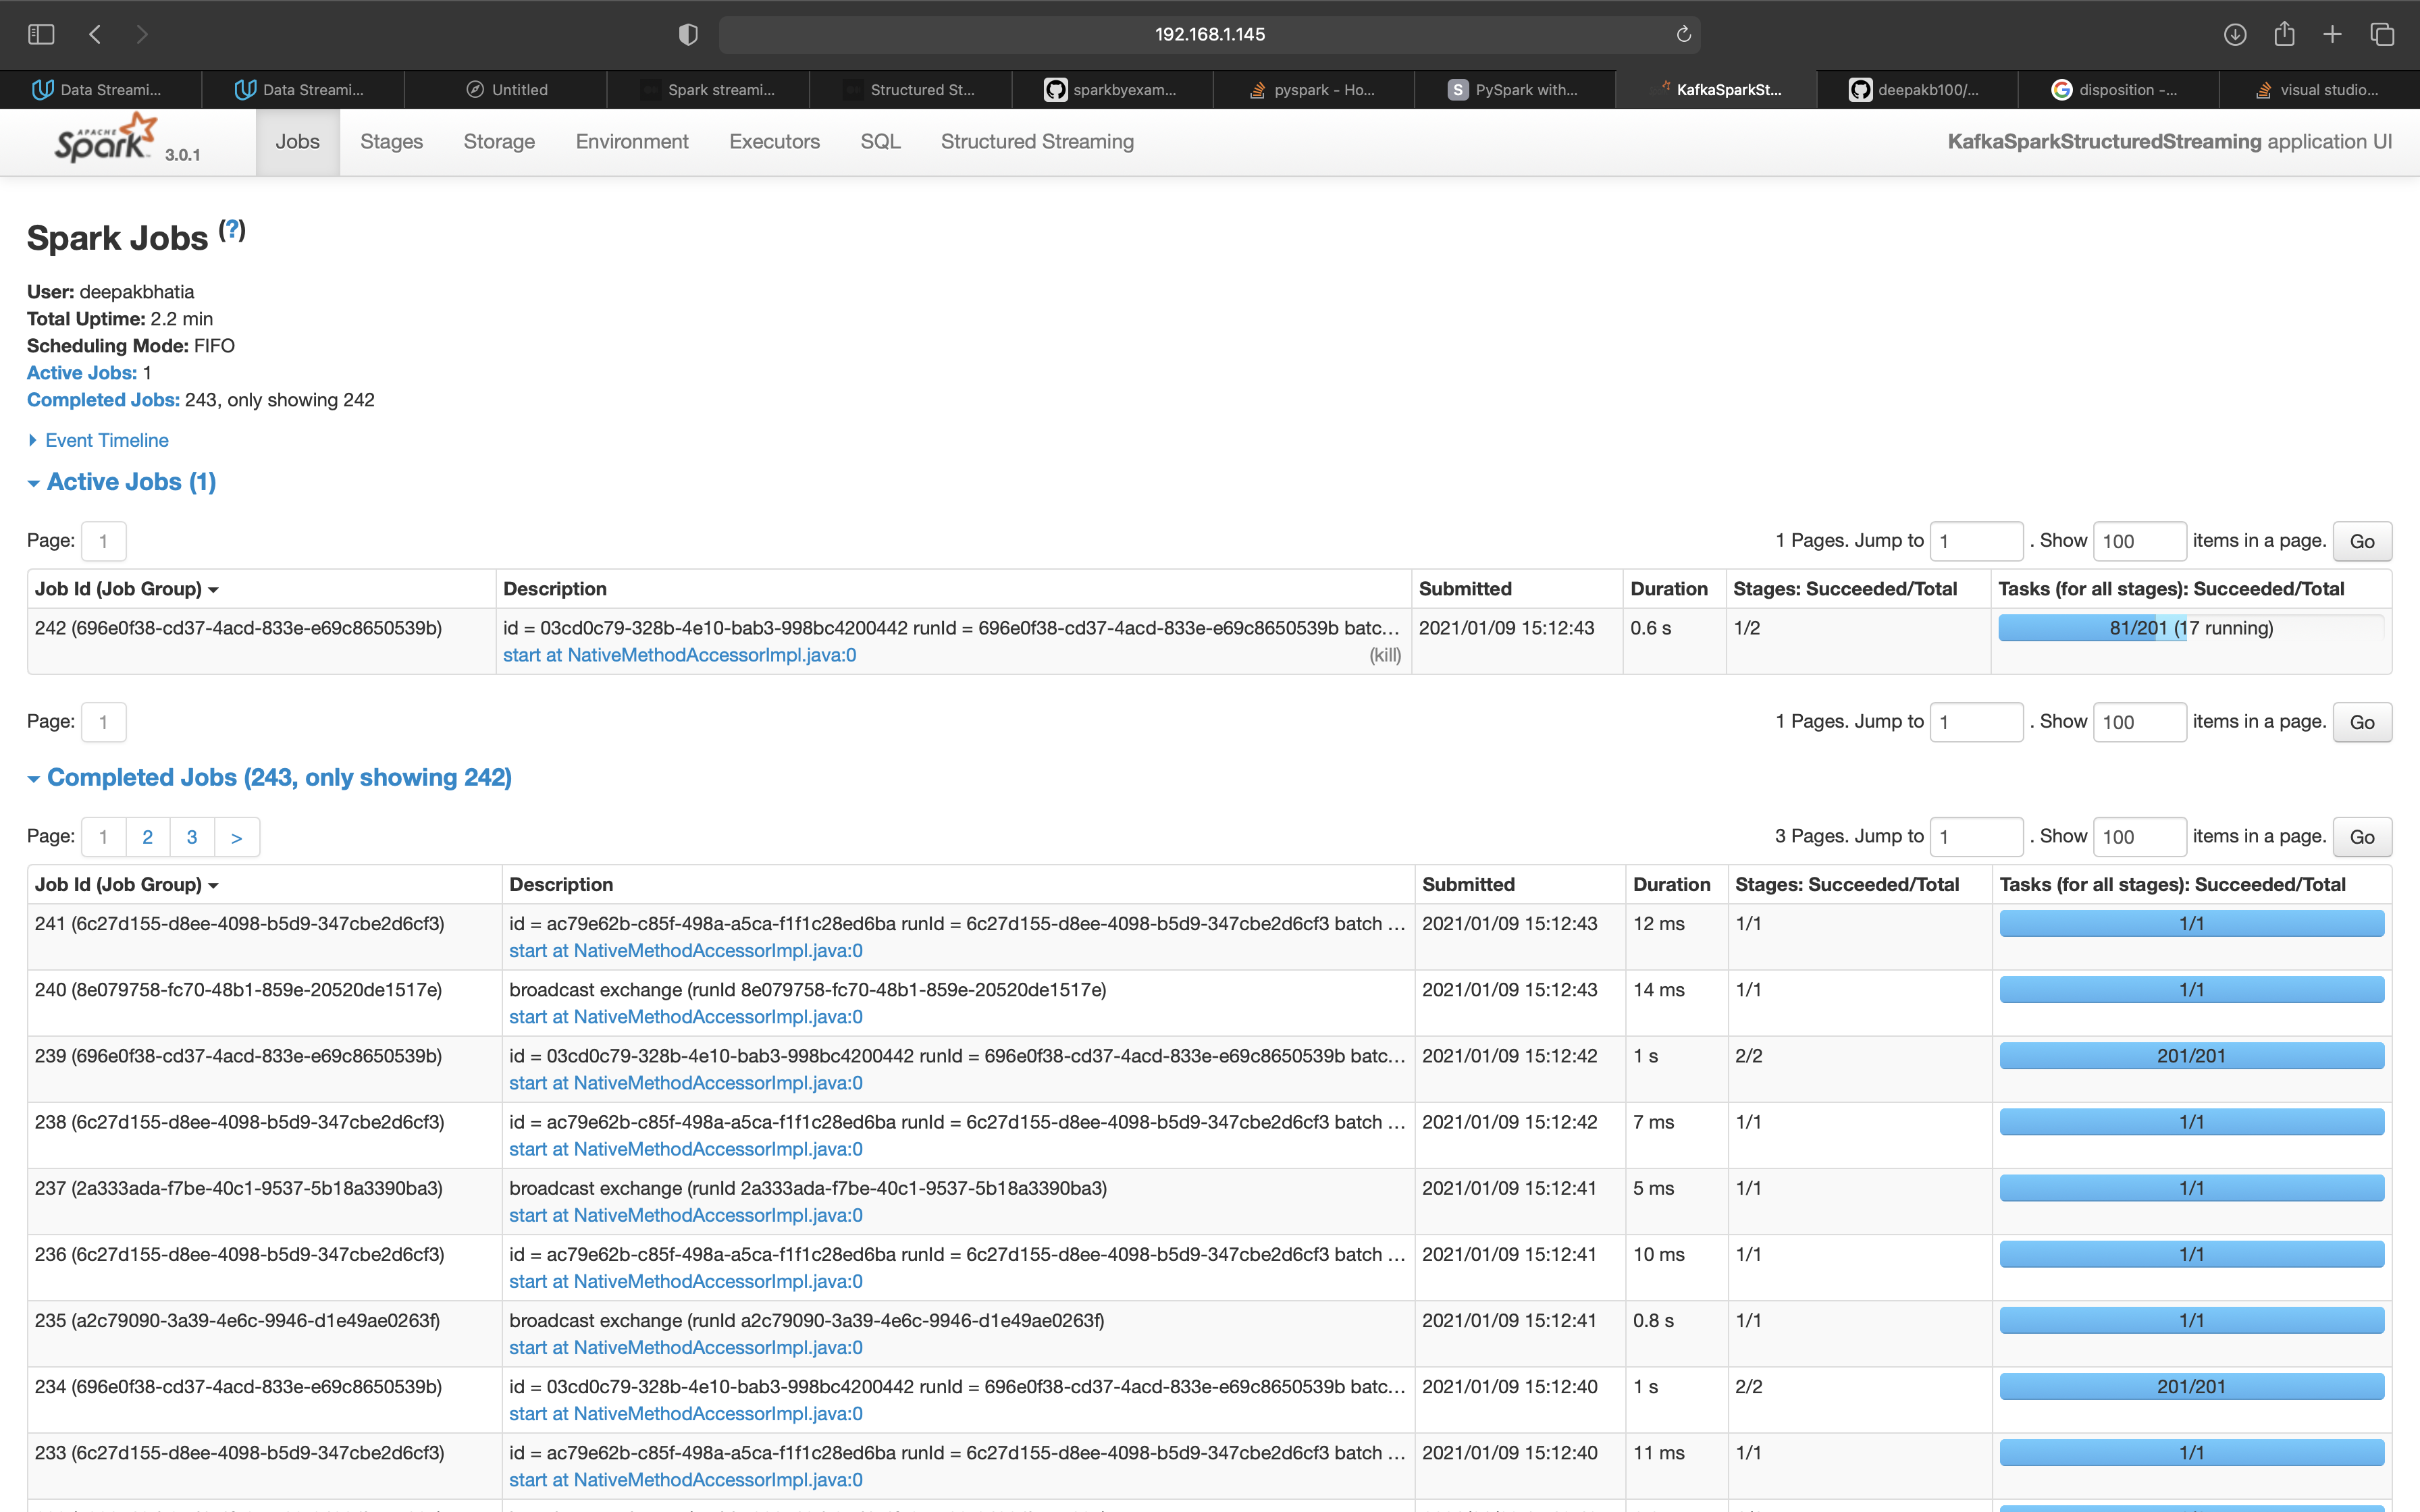 192.168.1.145
Data Streami... Data Streami... Untitled Spark streami... Structured St... sparkbyexam... pyspark - Ho... S PySpark with... KafkaSparkSt... deepakb100/... disposition -... visual studio...
APACHE Spark 3.0.1 Jobs Stages Storage Environment Executors SQL Structured Streaming KafkaSparkStructuredStreaming application UI
Spark Jobs (?)
User: deepakbhatia
Total Uptime: 2.2 min
Scheduling Mode: FIFO
Active Jobs: 1
Completed Jobs: 243, only showing 242
Event Timeline
Active Jobs (1)
Page: 1 1 Pages. Jump to 1 . Show 100 items in a page. Go
Job Id (Job Group) Description Submitted Duration Stages: Succeeded/Total Tasks (for all stages): Succeeded/Total
242 (696e0f38-cd37-4acd-833e-e69c8650539b) id = 03cd0c79-328b-4e10-bab3-998bc4200442 runId = 696e0f38-cd37-4acd-833e-e69c8650539b batc... 2021/01/09 15:12:43 0.6 s 1/2 81/201 (17 running)
start at NativeMethodAccessorImpl.java:0 (kill)
Page: 1 1 Pages. Jump to 1 . Show 100 items in a page. Go
Completed Jobs (243, only showing 242)
Page: 1 2 3 > 3 Pages. Jump to 1 . Show 100 items in a page. Go
Job Id (Job Group) Description Submitted Duration Stages: Succeeded/Total Tasks (for all stages): Succeeded/Total
241 (6c27d155-d8ee-4098-b5d9-347cbe2d6cf3) id = ac79e62b-c85f-498a-a5ca-f1f1c28ed6ba runId = 6c27d155-d8ee-4098-b5d9-347cbe2d6cf3 batch ... 2021/01/09 15:12:43 12 ms 1/1 1/1
start at NativeMethodAccessorImpl.java:0
240 (8e079758-fc70-48b1-859e-20520de1517e) broadcast exchange (runId 8e079758-fc70-48b1-859e-20520de1517e) 2021/01/09 15:12:43 14 ms 1/1 1/1
start at NativeMethodAccessorImpl.java:0
239 (696e0f38-cd37-4acd-833e-e69c8650539b) id = 03cd0c79-328b-4e10-bab3-998bc4200442 runId = 696e0f38-cd37-4acd-833e-e69c8650539b batc... 2021/01/09 15:12:42 1 s 2/2 201/201
start at NativeMethodAccessorImpl.java:0
238 (6c27d155-d8ee-4098-b5d9-347cbe2d6cf3) id = ac79e62b-c85f-498a-a5ca-f1f1c28ed6ba runId = 6c27d155-d8ee-4098-b5d9-347cbe2d6cf3 batch ... 2021/01/09 15:12:42 7 ms 1/1 1/1
start at NativeMethodAccessorImpl.java:0
237 (2a333ada-f7be-40c1-9537-5b18a3390ba3) broadcast exchange (runId 2a333ada-f7be-40c1-9537-5b18a3390ba3) 2021/01/09 15:12:41 5 ms 1/1 1/1
start at NativeMethodAccessorImpl.java:0
236 (6c27d155-d8ee-4098-b5d9-347cbe2d6cf3) id = ac79e62b-c85f-498a-a5ca-f1f1c28ed6ba runId = 6c27d155-d8ee-4098-b5d9-347cbe2d6cf3 batch ... 2021/01/09 15:12:41 10 ms 1/1 1/1
start at NativeMethodAccessorImpl.java:0
235 (a2c79090-3a39-4e6c-9946-d1e49ae0263f) broadcast exchange (runId a2c79090-3a39-4e6c-9946-d1e49ae0263f) 2021/01/09 15:12:41 0.8 s 1/1 1/1
start at NativeMethodAccessorImpl.java:0
234 (696e0f38-cd37-4acd-833e-e69c8650539b) id = 03cd0c79-328b-4e10-bab3-998bc4200442 runId = 696e0f38-cd37-4acd-833e-e69c8650539b batc... 2021/01/09 15:12:40 1 s 2/2 201/201
start at NativeMethodAccessorImpl.java:0
233 (6c27d155-d8ee-4098-b5d9-347cbe2d6cf3) id = ac79e62b-c85f-498a-a5ca-f1f1c28ed6ba runId = 6c27d155-d8ee-4098-b5d9-347cbe2d6cf3 batch ... 2021/01/09 15:12:40 11 ms 1/1 1/1
start at NativeMethodAccessorImpl.java:0